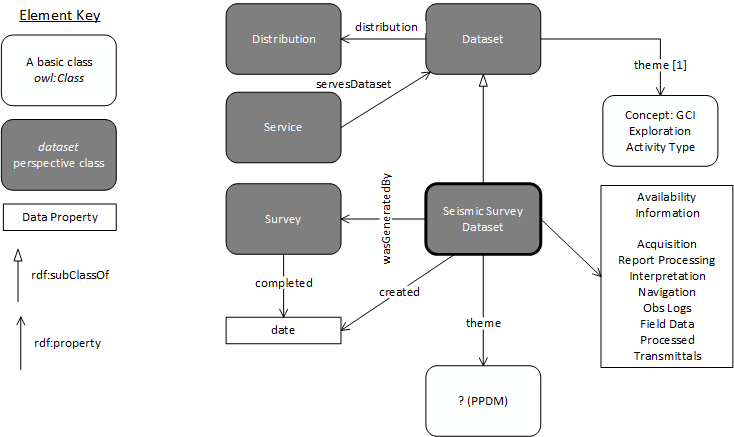 Element Key
A basic class
owl:Class
dataset
perspective class
Data Property
rdf:subClassOf
rdf:property
Distribution
distribution
Dataset
theme [1]
servesDataset
Service
Concept: GCI
Exploration
Activity Type
Survey
wasGeneratedBy
Seismic Survey
Dataset
Availability
Information
Acquisition
Report Processing
Interpretation
Navigation
Obs Logs
Field Data
Processed
Transmittals
completed
created
date
theme
? (PPDM)